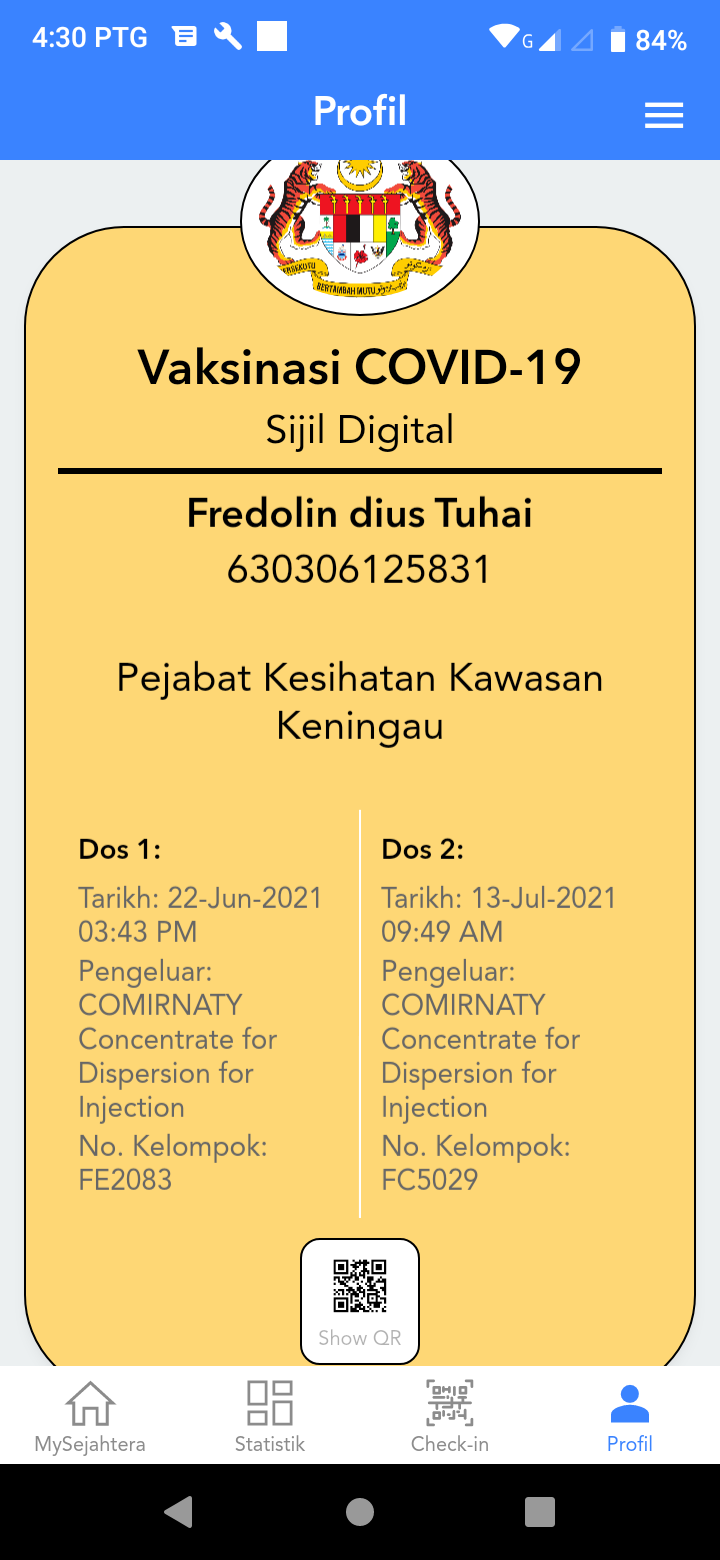 4:30 PTG
G
84%
Profil
BERTAMBAH MUTU
Vaksinasi COVID-19
Sijil Digital
Fredolin dius Tuhai
630306125831
Pejabat Kesihatan Kawasan
Keningau
Dos 1:
Tarikh: 22-Jun-2021
03:43 PM
Pengeluar:
COMIRNATY
Concentrate for
Dispersion for
Injection
No. Kelompok:
FE2083
Dos 2:
Tarikh: 13-Jul-2021
09:49 AM
Pengeluar:
COMIRNATY
Concentrate for
Dispersion for
Injection
No. Kelompok:
FC5029
Show QR
MySejahtera
Statistik
Check-in
Profil